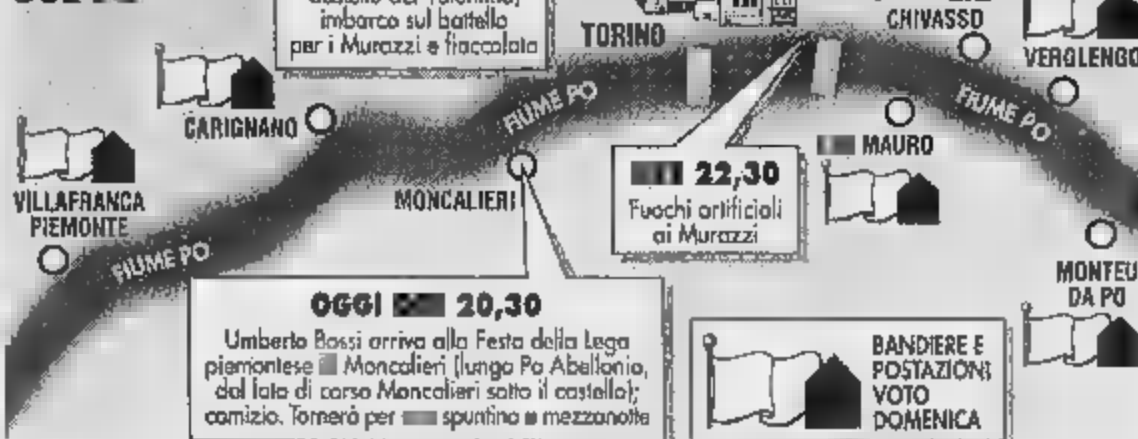 imbarco sul battello
per i Murazzi e fiaccolata
TORINO
CHIVASSO
VEROLENGO
CARIGNANO
FIUME PO
FIUME PO
MAURO
VILLAFRANCA
PIEMONTE
MONCALIERI
22,30
Fuochi artificiali
ai Murazzi
FIUME PO
MONTEU
DA PO
OGGI 20,30
Umberto Bossi arriva alla Festa della Lega
piemontese Moncalieri (lungo Po Abellonio,
dal lato di corso Moncalieri sotto il castello);
comizio. Tornerà per spuntino a mezzanotte
BANDIERE E
POSTAZIONI
VOTO
DOMENICA